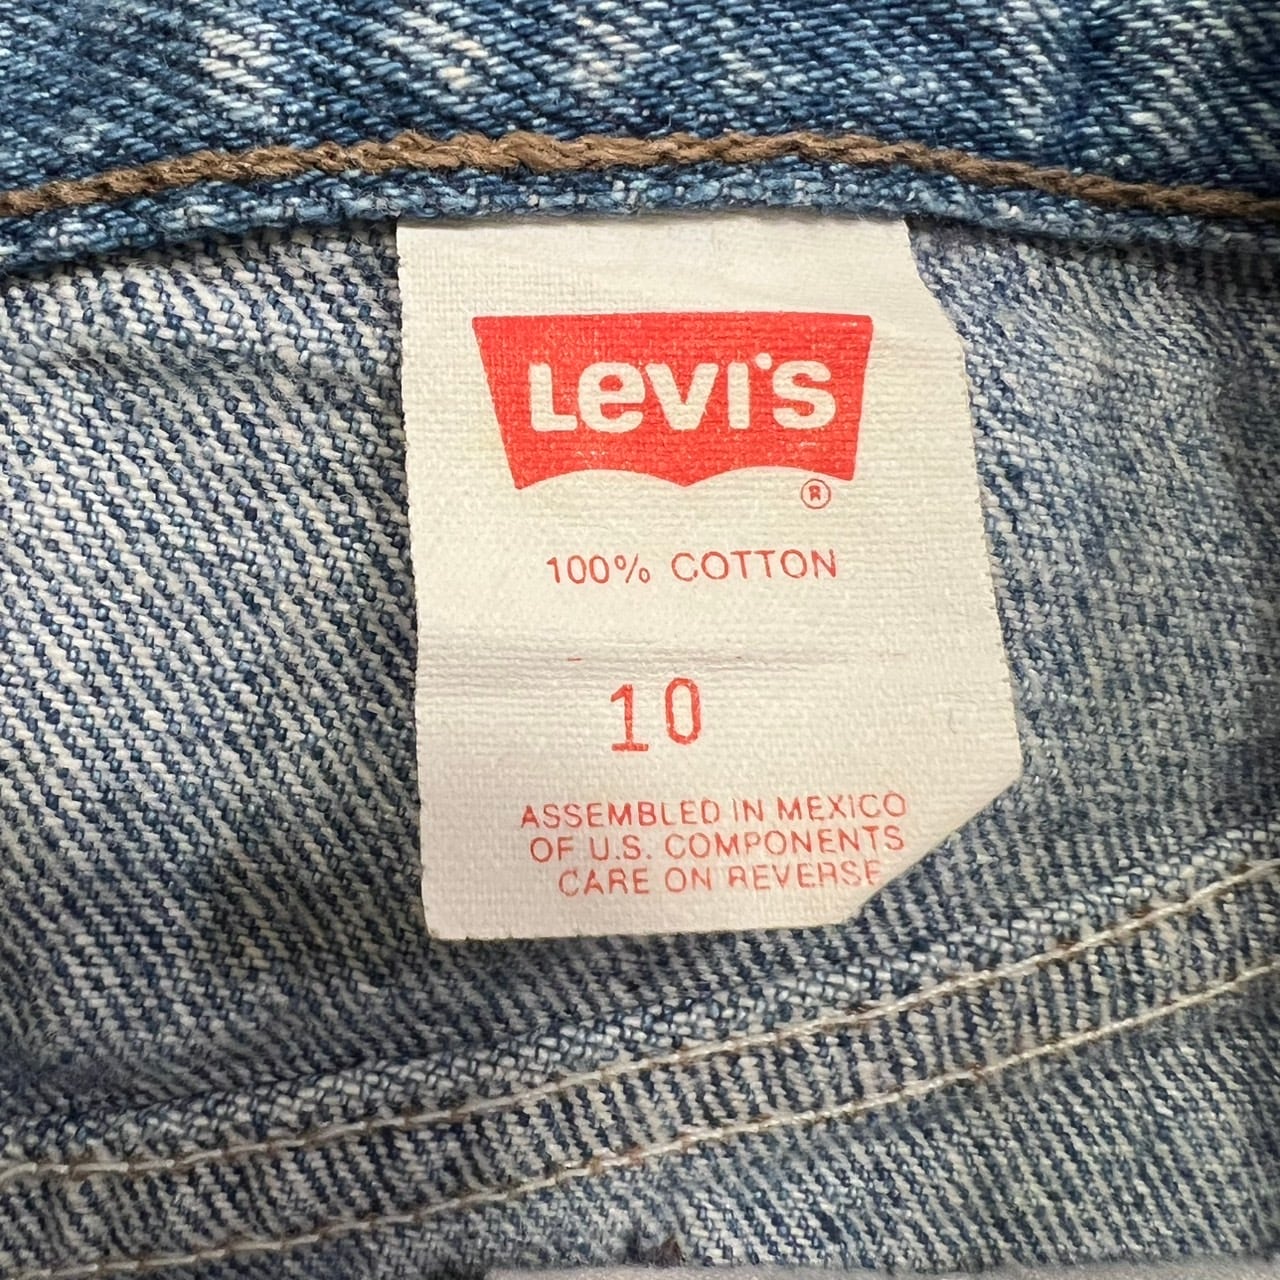 Levi's
®
100% COTTON
10
ASSEMBLED IN MEXICO
OF U.S. COMPONENTS
CARE ON REVERSE